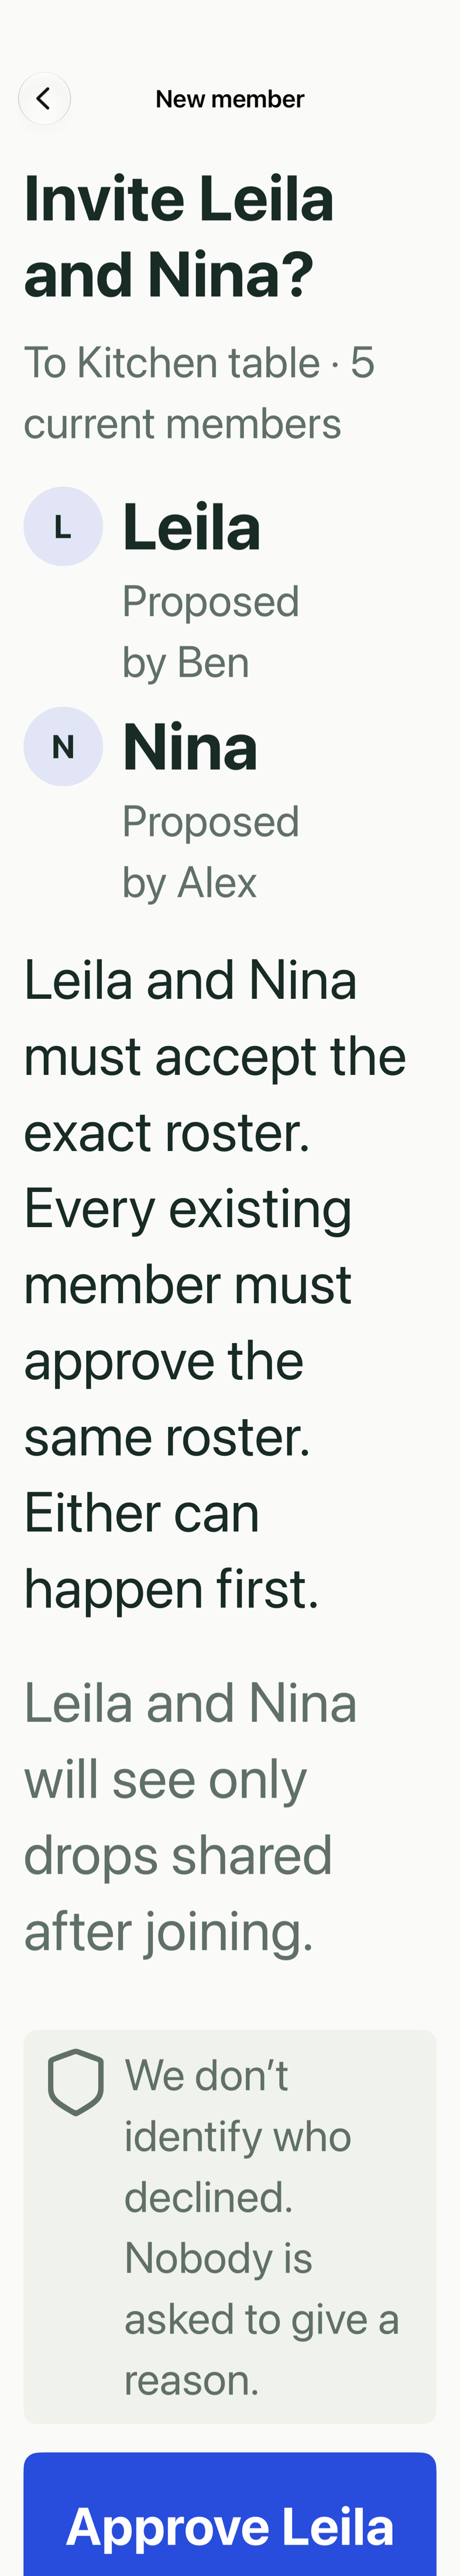 New member
Invite Leila
and Nina?
To Kitchen table · 5
current members
L
Leila
Proposed
by Ben
N
Nina
Proposed
by Alex
Leila and Nina
must accept the
exact roster.
Every existing
member must
approve the
same roster.
Either can
happen first.
Leila and Nina
will see only
drops shared
after joining.
We don’t
identify who
declined.
Nobody is
asked to give a
reason.
Approve Leila